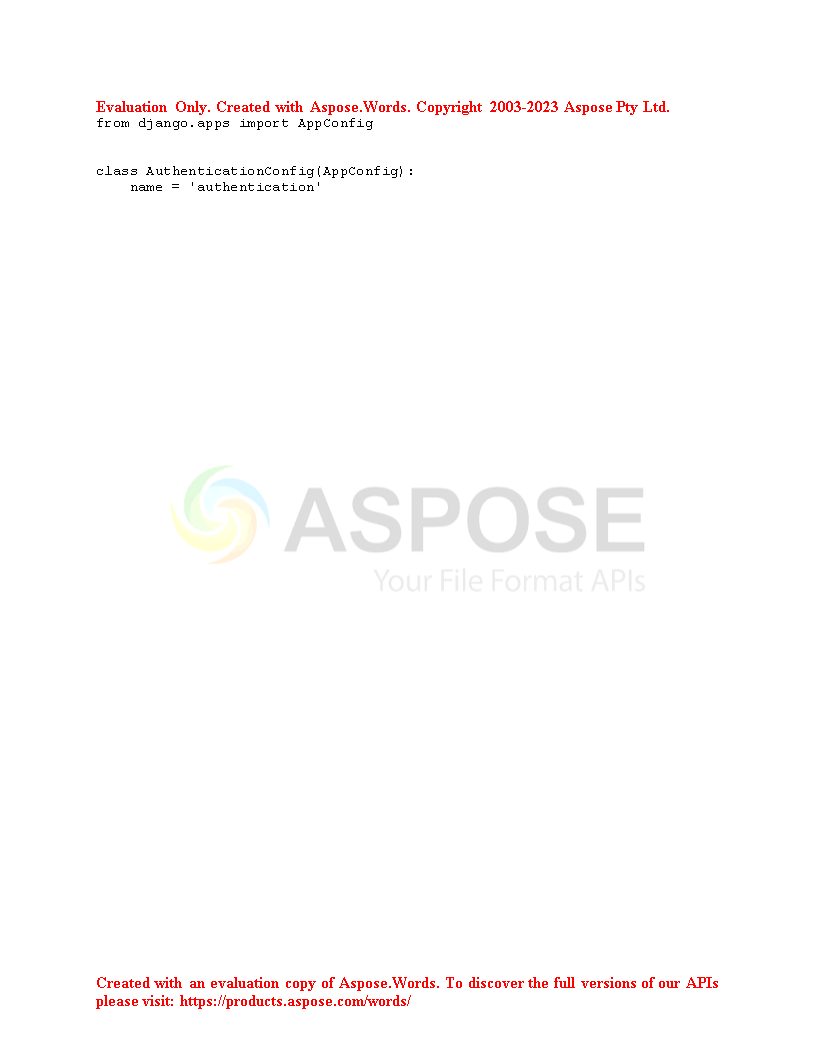 Evaluation Only. Created with Aspose.Words. Copyright 2003-2023 Aspose Pty Ltd.
from django.apps import AppConfig
class AuthenticationConfig(AppConfig):
    name = 'authentication'
ASPOSE
Your File Format APIs
Created with an evaluation copy of Aspose.Words. To discover the full versions of our APIs
please visit: https://products.aspose.com/words/